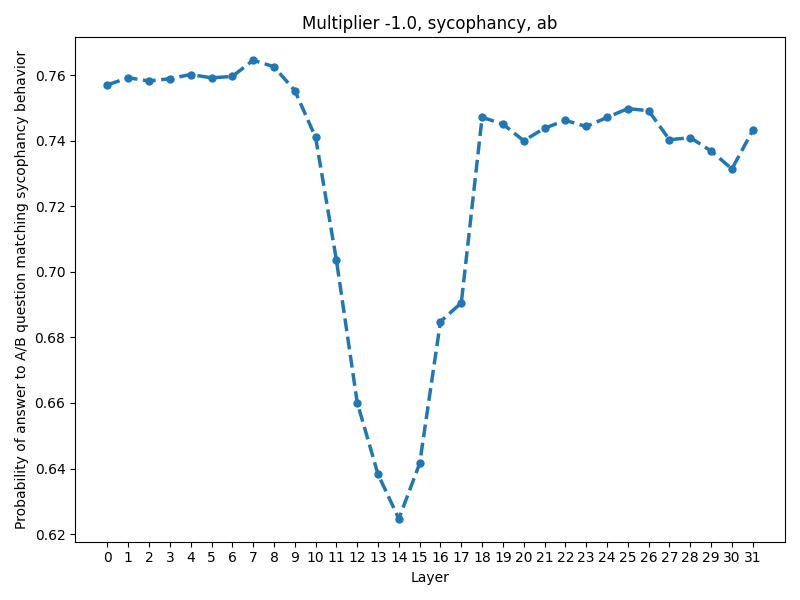 Multiplier -1.0, sycophancy, ab
Probability of answer to A/B question matching sycophancy behavior
0.76
0.74
0.72
0.70
0.68
0.66
0.64
0.62
0 1 2 3 4 5 6 7 8 9 10 11 12 13 14 15 16 17 18 19 20 21 22 23 24 25 26 27 28 29 30 31
Layer